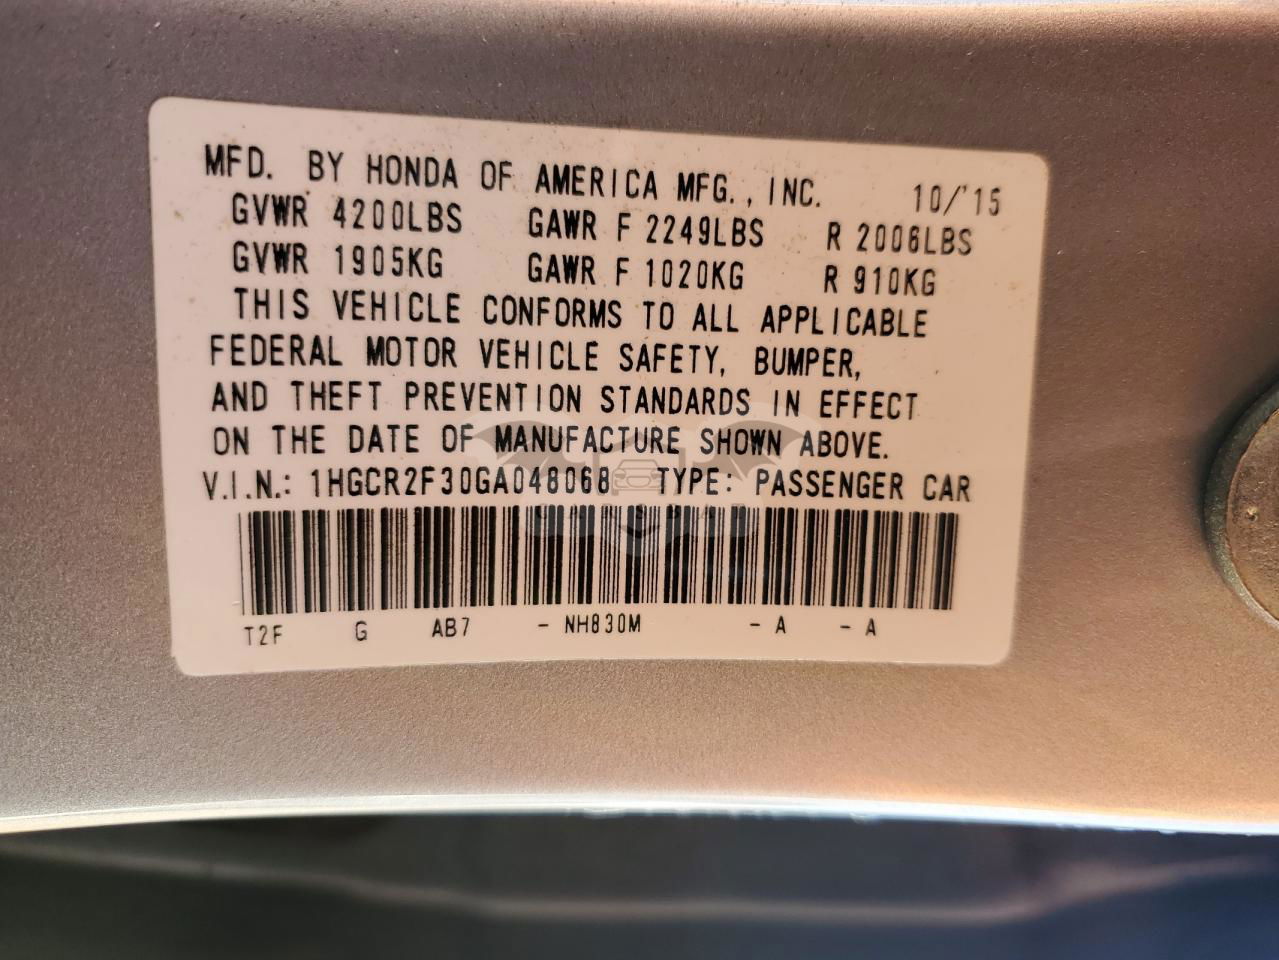 MFD. BY HONDA OF AMERICA MFG., INC. 10/'15
GVWR 4200LBS GAWR F 2249LBS R 2006LBS
GVWR 1905KG GAWR F 1020KG R 910KG
THIS VEHICLE CONFORMS TO ALL APPLICABLE
FEDERAL MOTOR VEHICLE SAFETY, BUMPER,
AND THEFT PREVENTION STANDARDS IN EFFECT
ON THE DATE OF MANUFACTURE SHOWN ABOVE.
V.I.N.: 1HGCR2F30GA048068 TYPE: PASSENGER CAR
T2F G AB7 - NH830M - A - A